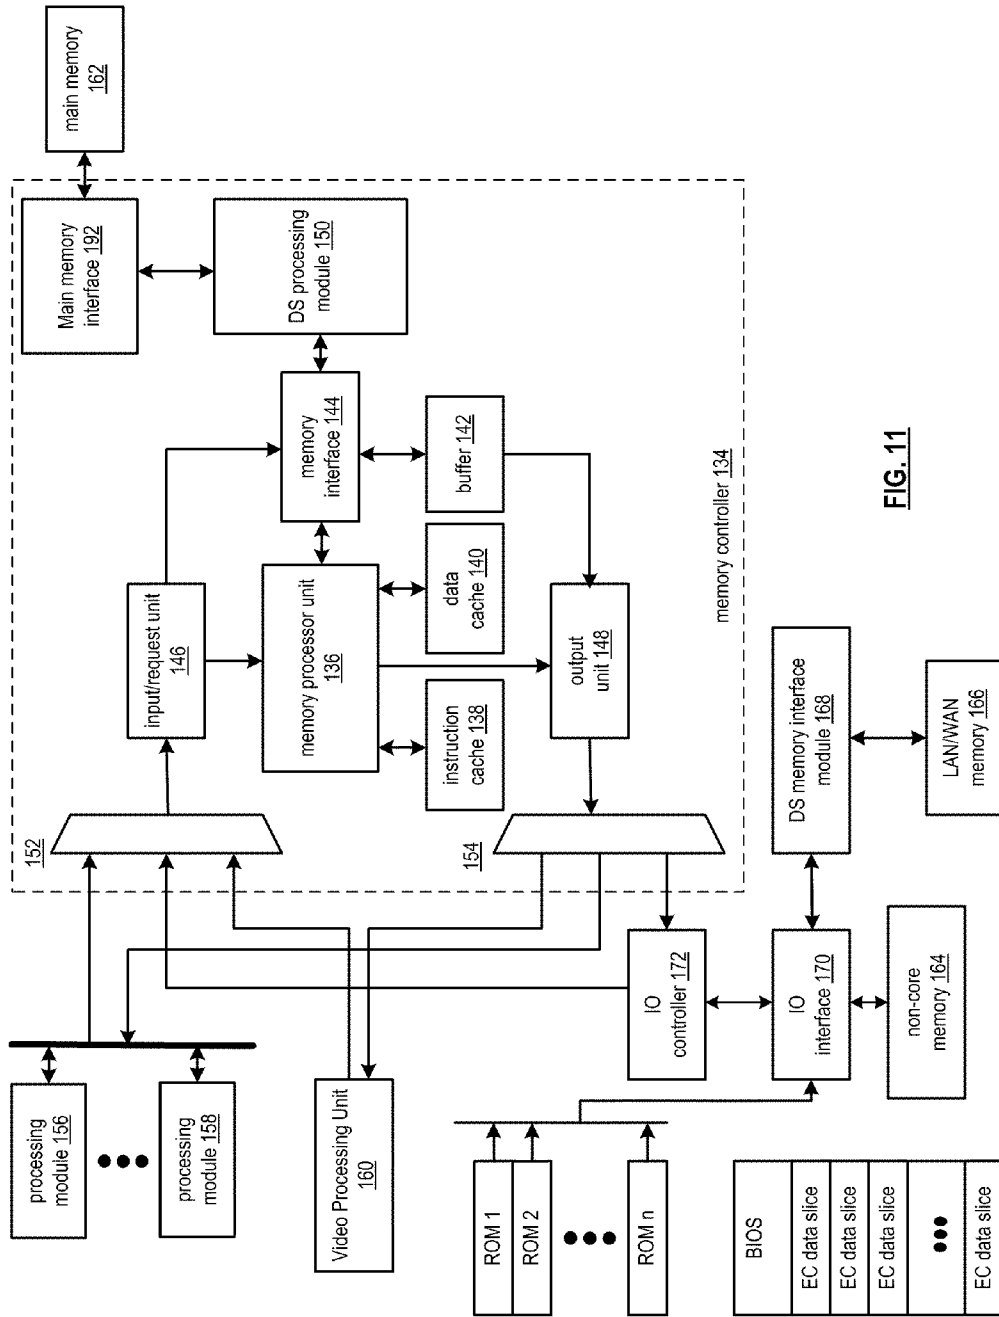 main memory
162
Main memory
interface 192
DS processing
module 150
memory
interface 144
buffer 142
input/request unit
146
memory processor unit
136
data
cache 140
instruction
cache 138
output
unit 148
memory controller 134
152
154
processing
module 156
processing
module 158
Video Processing Unit
160
IO
controller 172
IO
interface 170
DS memory interface
module 168
LAN/WAN
memory 166
non-core
memory 164
ROM 1
ROM 2
ROM n
BIOS
EC data slice
EC data slice
EC data slice
EC data slice
FIG. 11